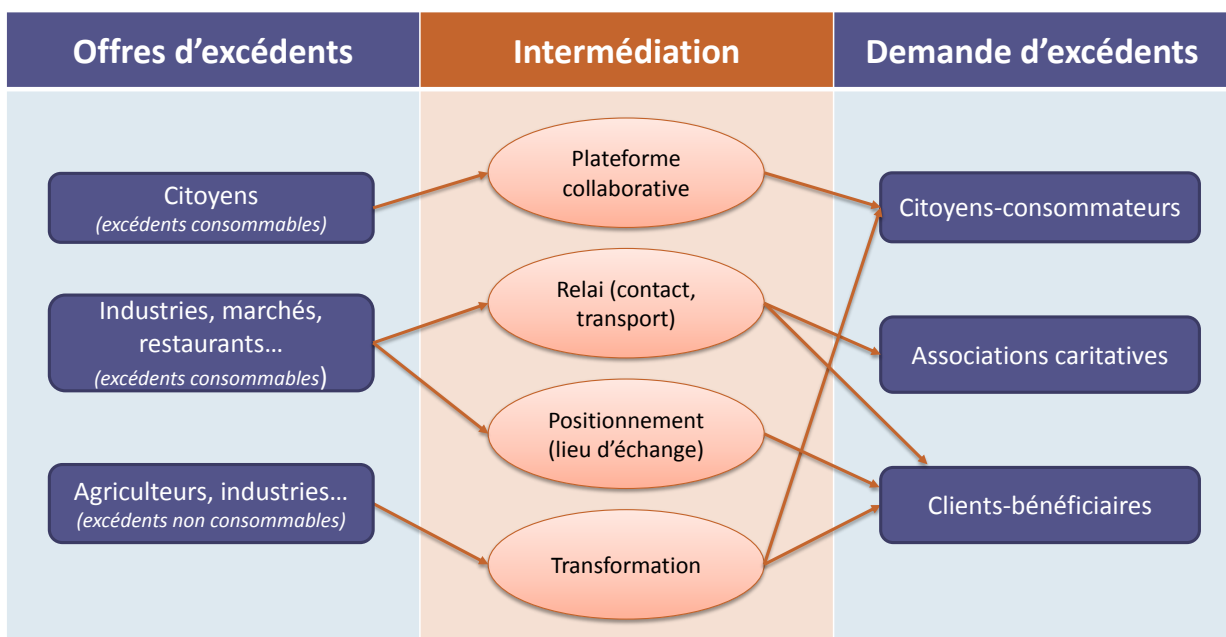 Offres d'excédents
Intermédiation
Demande d'excédents
Citoyens
(excédents consommables)
Industries, marchés,
restaurants…
(excédents consommables)
Agriculteurs, industries…
(excédents non consommables)
Plateforme
collaborative
Relai (contact,
transport)
Positionnement
(lieu d'échange)
Transformation
Citoyens-consommateurs
Associations caritatives
Clients-bénéficiaires